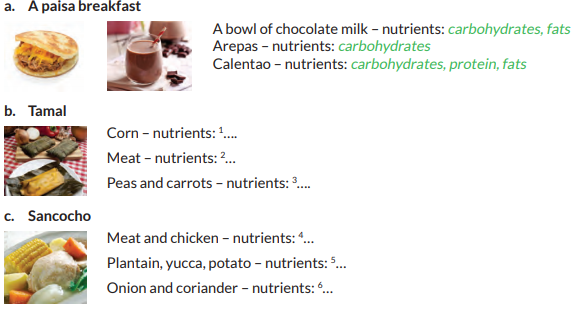 a. A paisa breakfast
A bowl of chocolate milk – nutrients: carbohydrates, fats
Arepas – nutrients: carbohydrates
Calentao – nutrients: carbohydrates, protein, fats
b. Tamal
Corn – nutrients: ¹....
Meat – nutrients: ²...
Peas and carrots – nutrients: ³....
c. Sancocho
Meat and chicken – nutrients: ⁴...
Plantain, yucca, potato – nutrients: ⁵...
Onion and coriander – nutrients: ⁶...